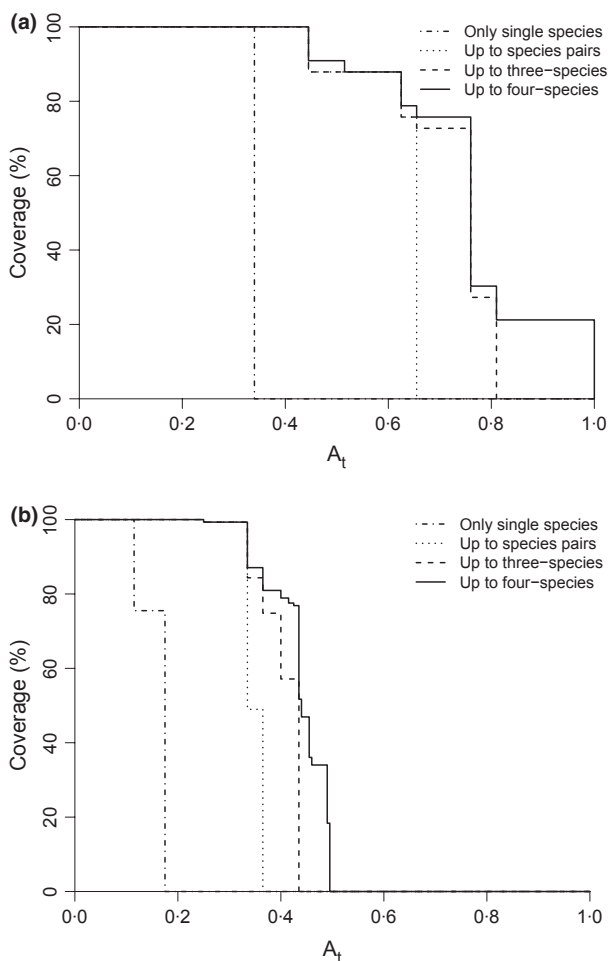 (a)
Only single species
Up to species pairs
Up to three−species
Up to four−species
Coverage (%)
100
80
60
40
20
0
0·0 0·2 0·4 0·6 0·8 1·0
At
(b)
Only single species
Up to species pairs
Up to three−species
Up to four−species
Coverage (%)
100
80
60
40
20
0
0·0 0·2 0·4 0·6 0·8 1·0
At